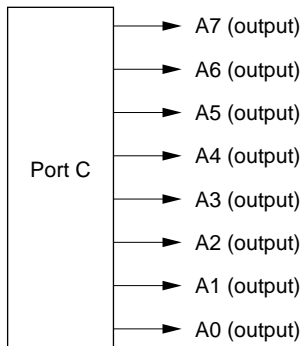 A7 (output)
A6 (output)
A5 (output)
A4 (output)
Port C
A3 (output)
A2 (output)
A1 (output)
A0 (output)